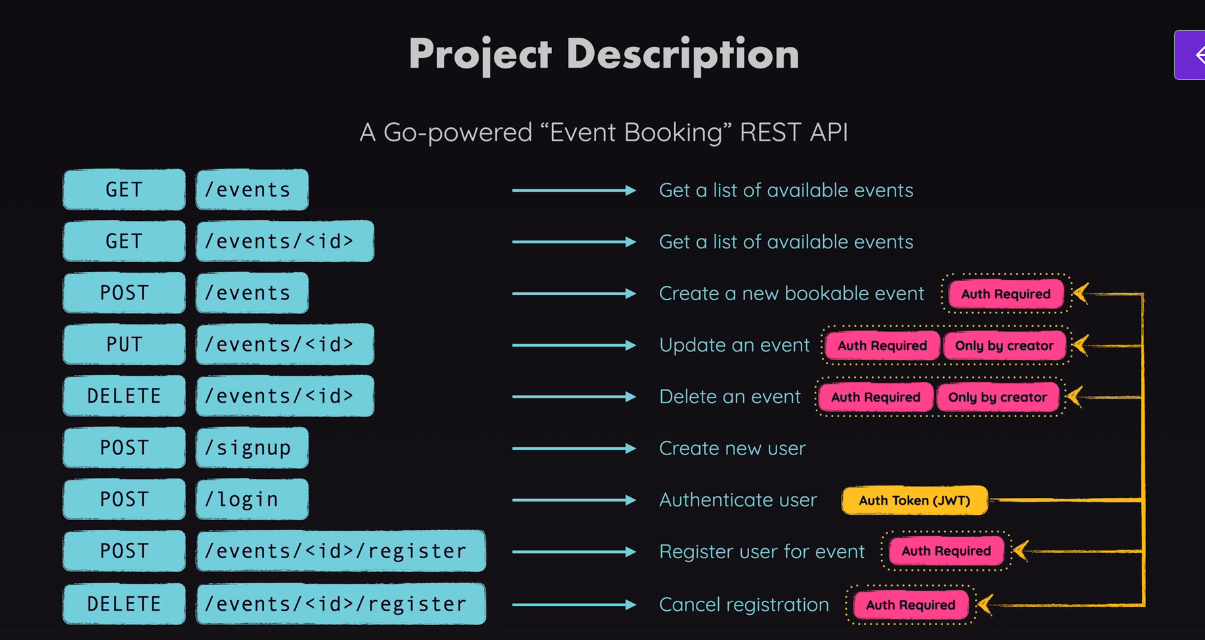 Project Description
A Go-powered “Event Booking” REST API
GET /events Get a list of available events
GET /events/<id> Get a list of available events
POST /events Create a new bookable event Auth Required
PUT /events/<id> Update an event Auth Required Only by creator
DELETE /events/<id> Delete an event Auth Required Only by creator
POST /signup Create new user
POST /login Authenticate user Auth Token (JWT)
POST /events/<id>/register Register user for event Auth Required
DELETE /events/<id>/register Cancel registration Auth Required